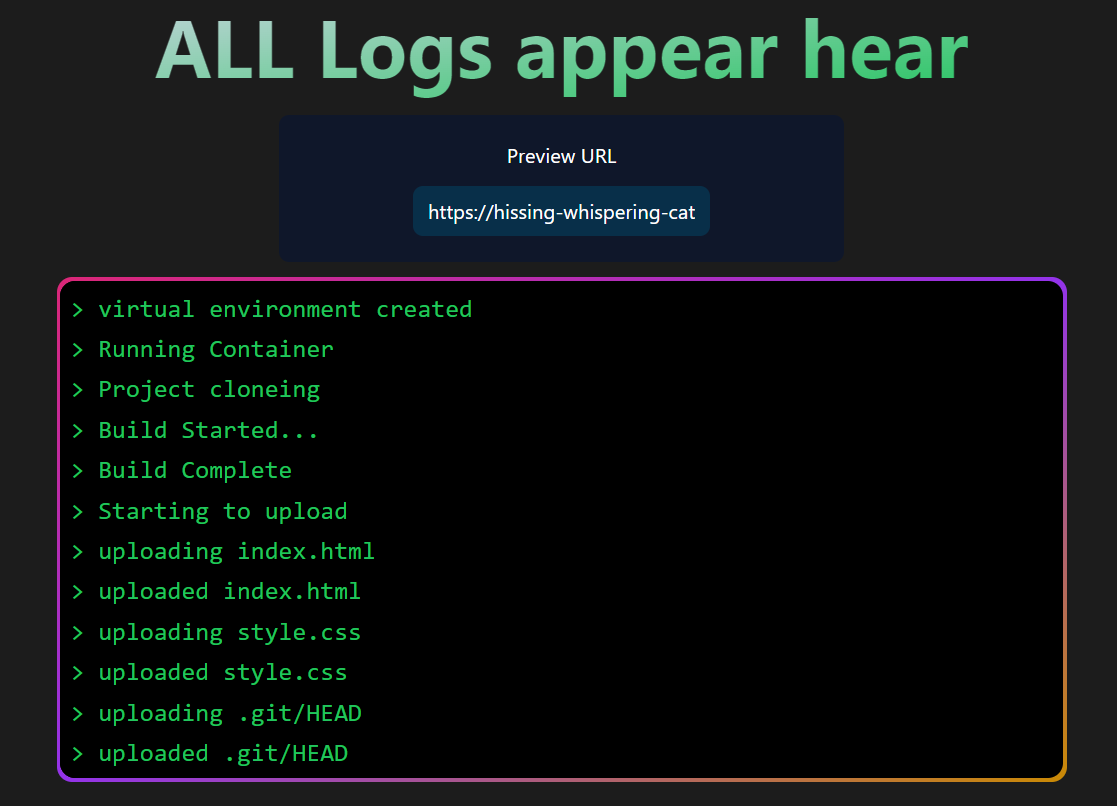 ALL Logs appear hear
Preview URL
https://hissing-whispering-cat
> virtual environment created
> Running Container
> Project cloneing
> Build Started...
> Build Complete
> Starting to upload
> uploading index.html
> uploaded index.html
> uploading style.css
> uploaded style.css
> uploading .git/HEAD
> uploaded .git/HEAD